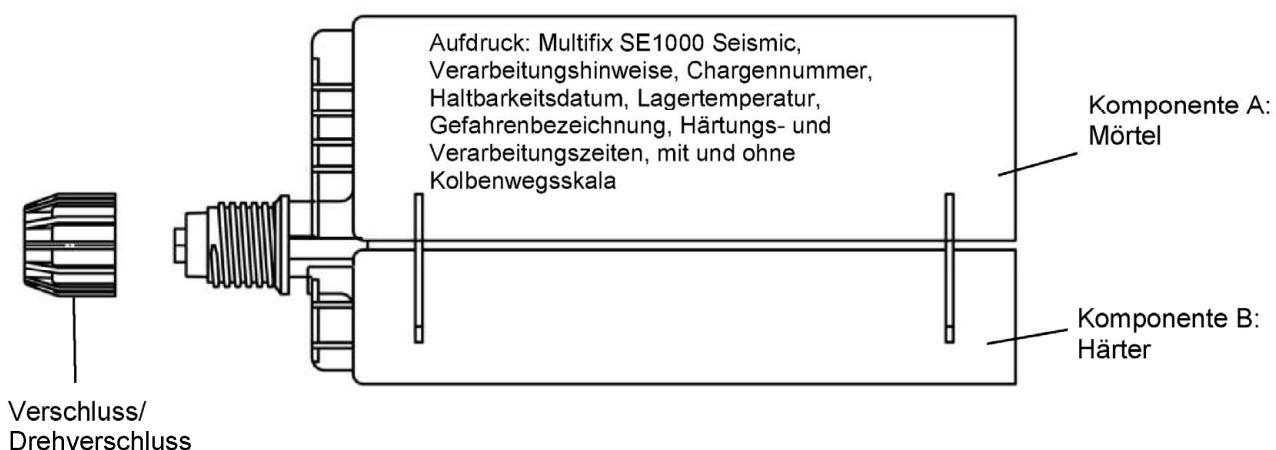 Aufdruck: Multifix SE1000 Seismic,
Verarbeitungshinweise, Chargennummer,
Haltbarkeitsdatum, Lagertemperatur,
Gefahrenbezeichnung, Härtungs- und
Verarbeitungszeiten, mit und ohne
Kolbenwegsskala
Komponente A:
Mörtel
Komponente B:
Härter
Verschluss/
Drehverschluss